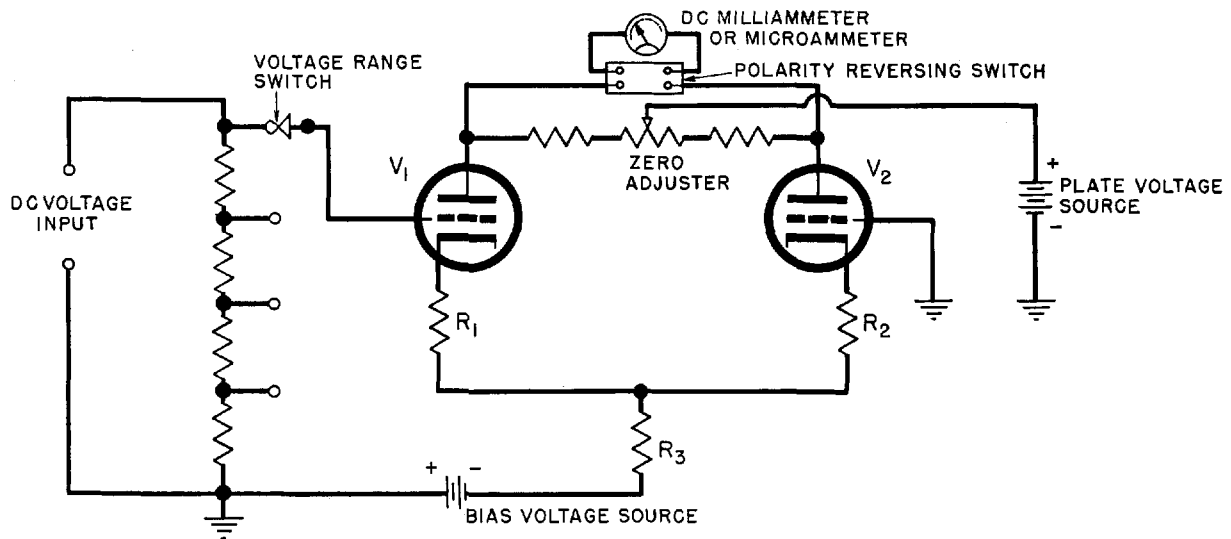 DC MILLIAMMETER
OR MICROAMMETER
VOLTAGE RANGE
SWITCH
POLARITY REVERSING SWITCH
V1
ZERO
ADJUSTER
V2
+
PLATE VOLTAGE
SOURCE
-
DC VOLTAGE
INPUT
R1
R2
R3
+ -
BIAS VOLTAGE SOURCE